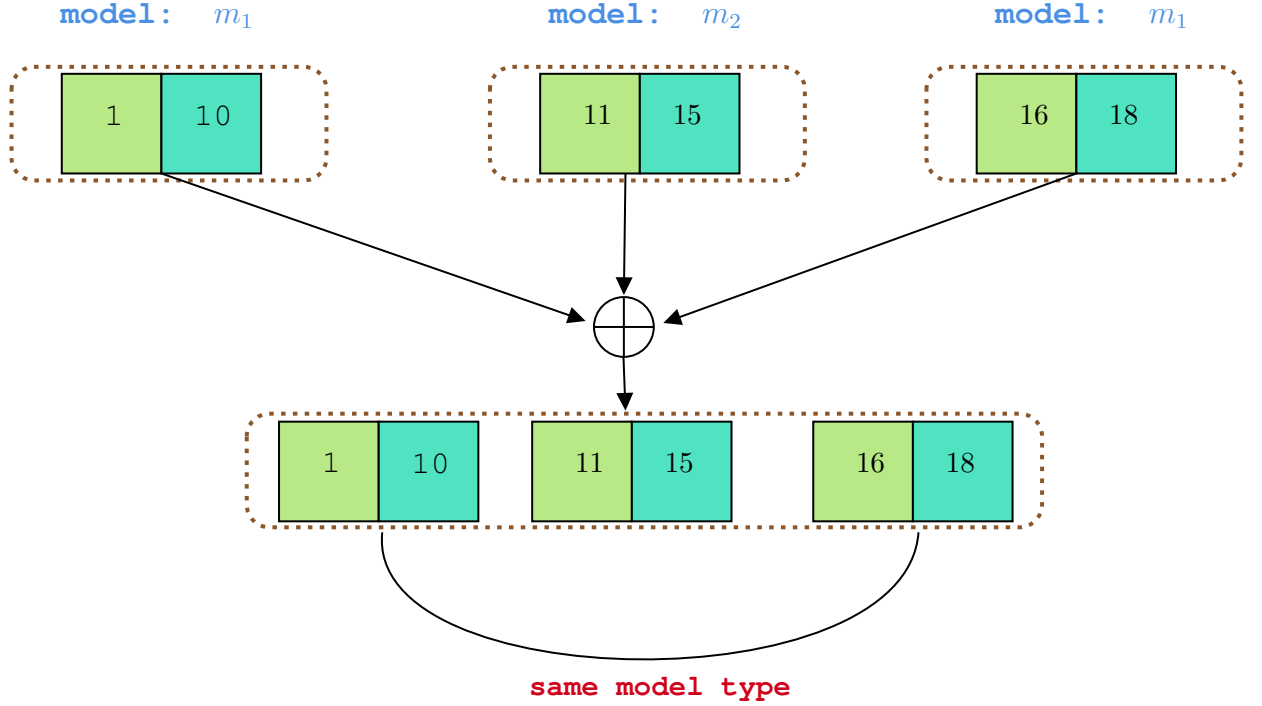 model: m₁ model: m₂ model: m₁
1 10 11 15 16 18
1 10 11 15 16 18
same model type